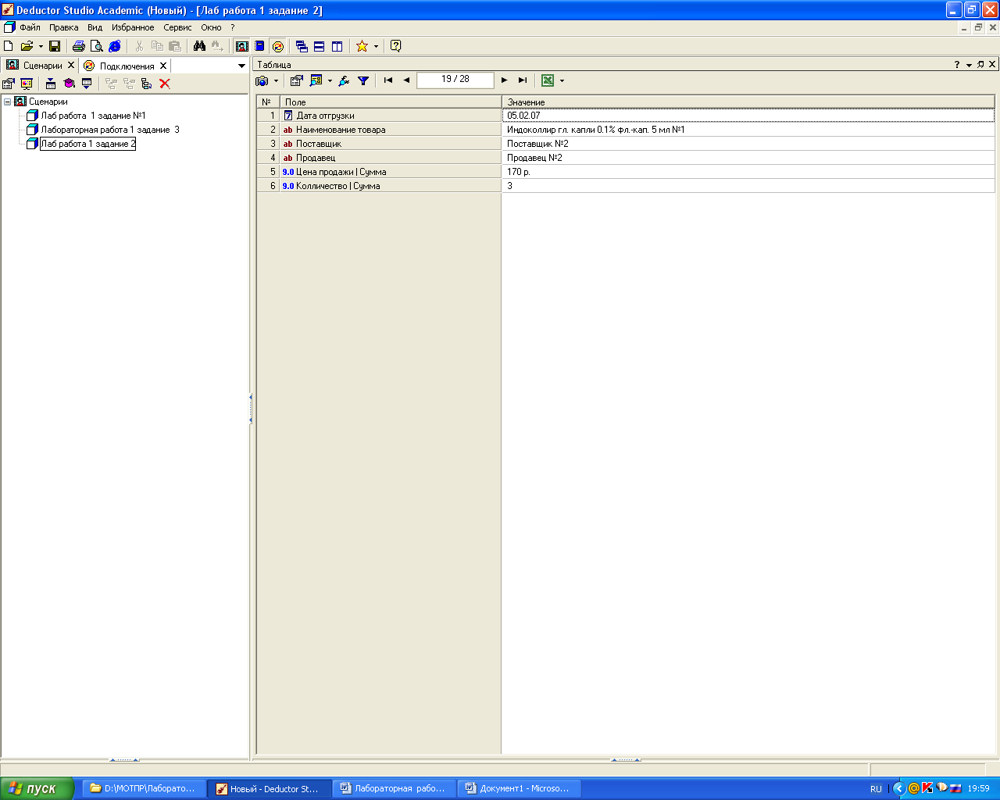 Deductor Studio Academic (Новый) - [Лаб работа 1 задание 2]
Файл Правка Вид Избранное Сервис Окно ?
Сценарии Подключения
Таблица
19 / 28
Сценарии
Лаб работа 1 задание №1
Лабораторная работа 1 задание 3
Лаб работа 1 задание 2
№ Поле Значение
1 7 Дата отгрузки 05.02.07
2 ab Наименование товара Индоколлир гл. капли 0.1% фл.-кап. 5 мл №1
3 ab Поставщик Поставщик №2
4 ab Продавец Продавец №2
5 9.0 Цена продажи | Сумма 170 р.
6 9.0 Колличество | Сумма 3
пуск D:\МОТПР\Лаборато... Новый - Deductor St... Лабораторная рабо... Документ1 - Microso... RU 19:59